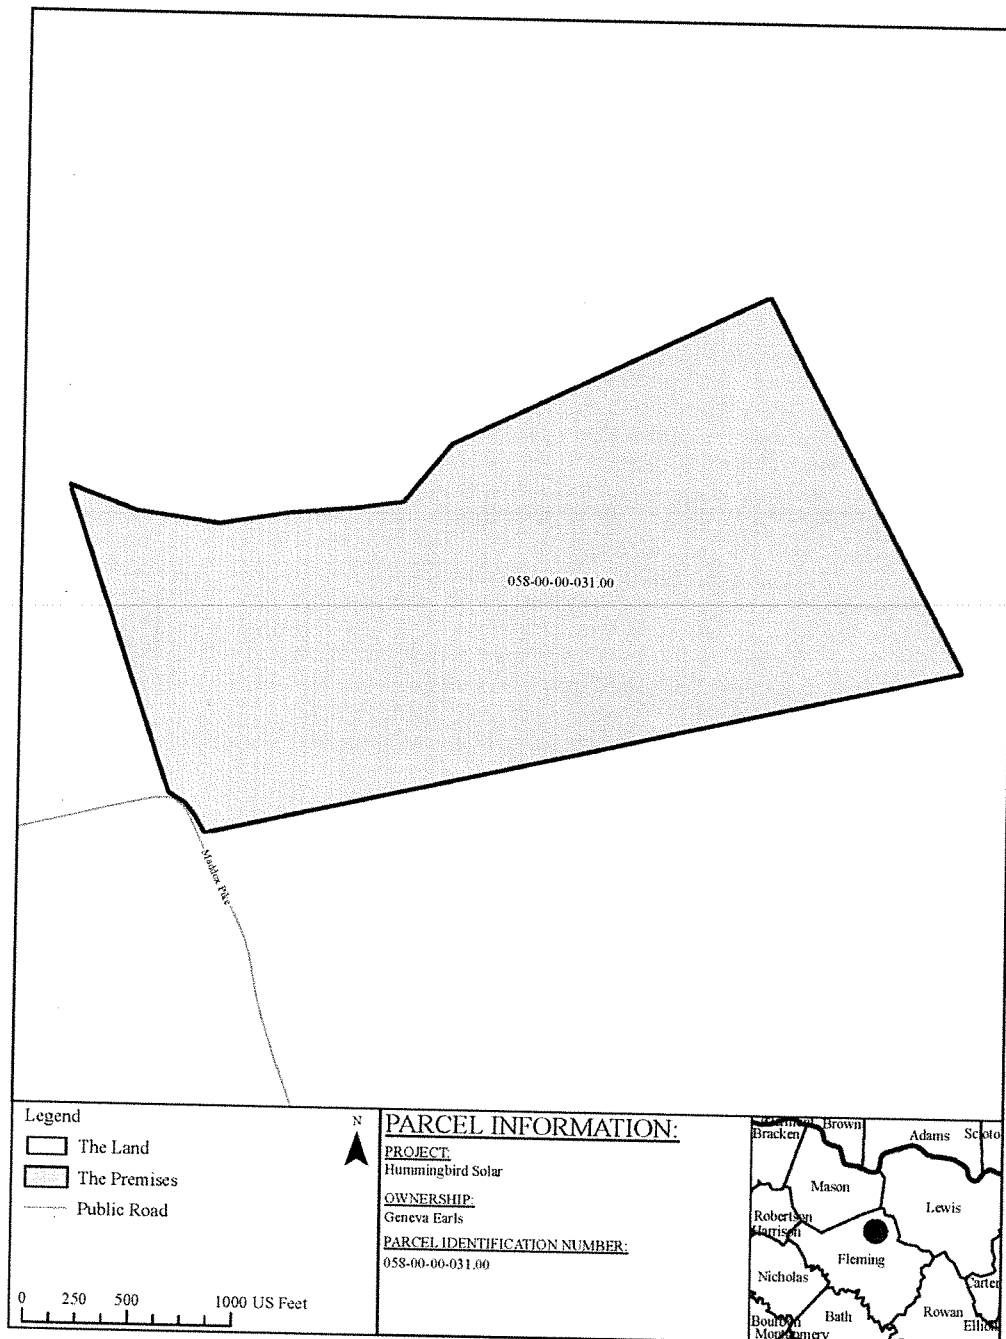 058-00-00-031.00
Maddox Pike
Legend
The Land
The Premises
Public Road
N
0 250 500 1000 US Feet
PARCEL INFORMATION:
PROJECT:
Hummingbird Solar
OWNERSHIP:
Geneva Earls
PARCEL IDENTIFICATION NUMBER:
058-00-00-031.00
Brown
Bracken
Adams
Scioto
Mason
Lewis
Robertson
Harrison
Fleming
Nicholas
Carter
Bath
Rowan
Bourbon
Elliott
Montgomery